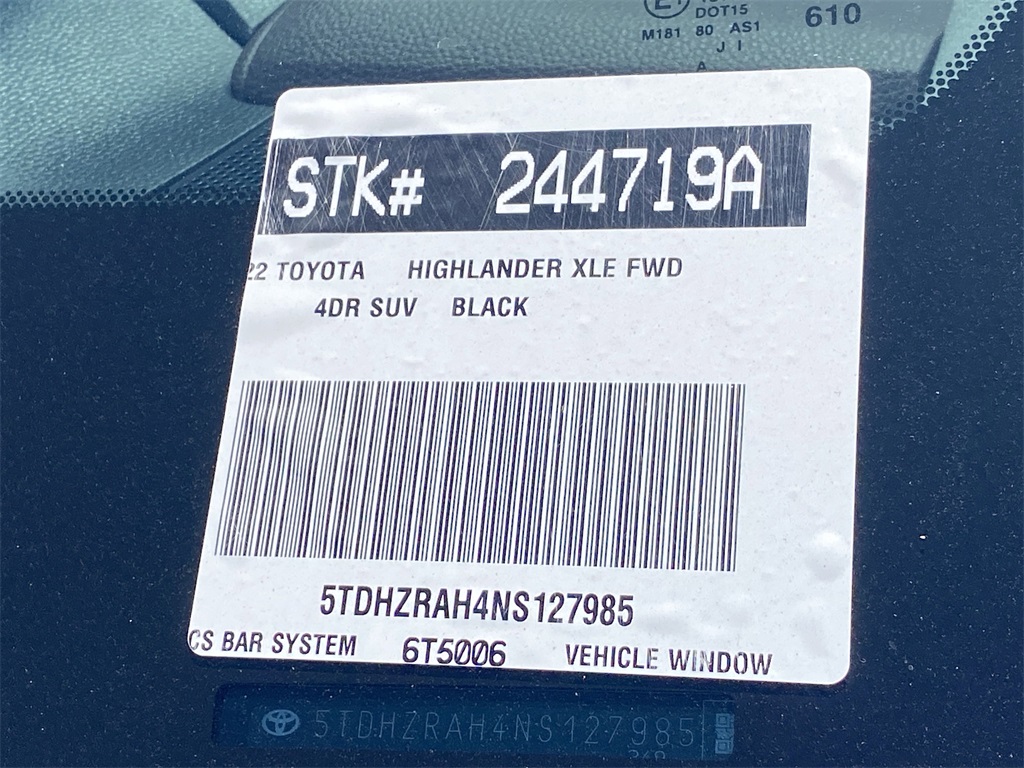 DOT15
610
M181 80 AS1
J I
A
STK# 244719A
22 TOYOTA HIGHLANDER XLE FWD
4DR SUV BLACK
5TDHZRAH4NS127985
CS BAR SYSTEM 6T5006 VEHICLE WINDOW
5TDHZRAH4NS127985